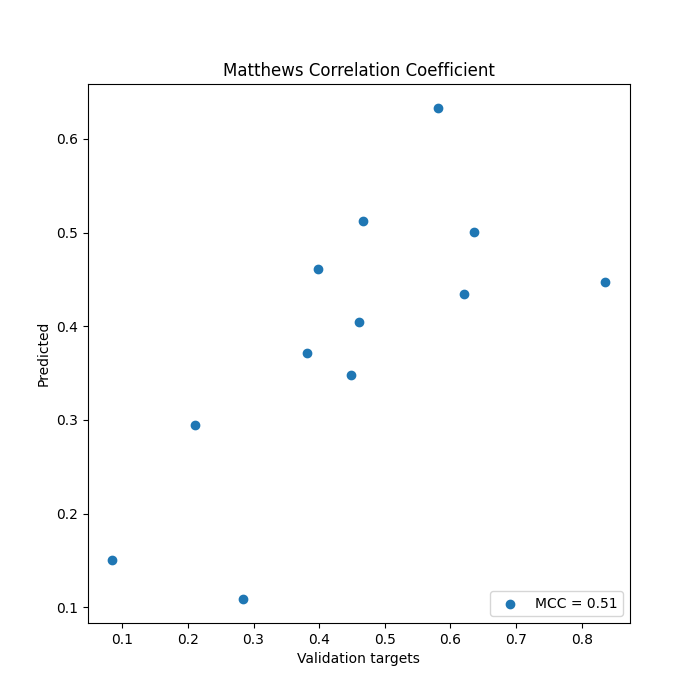 Matthews Correlation Coefficient
0.6
0.5
0.4
0.3
0.2
0.1
Predicted
MCC = 0.51
0.1 0.2 0.3 0.4 0.5 0.6 0.7 0.8
Validation targets